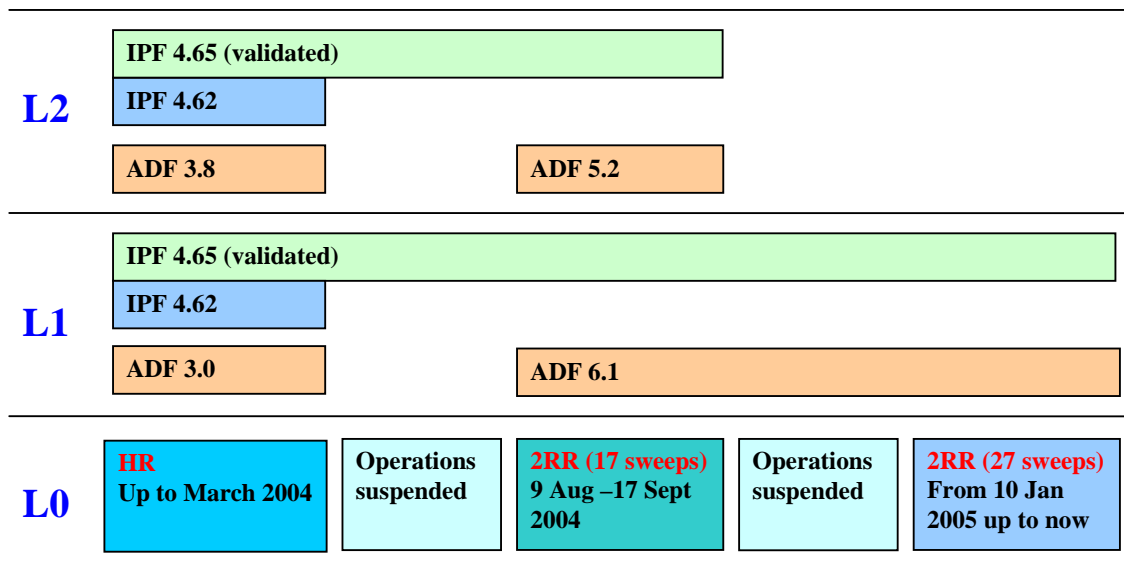 L2
IPF 4.65 (validated)
IPF 4.62
ADF 3.8
ADF 5.2
L1
IPF 4.65 (validated)
IPF 4.62
ADF 3.0
ADF 6.1
L0
HR
Up to March 2004
Operations
suspended
2RR (17 sweeps)
9 Aug –17 Sept
2004
Operations
suspended
2RR (27 sweeps)
From 10 Jan
2005 up to now